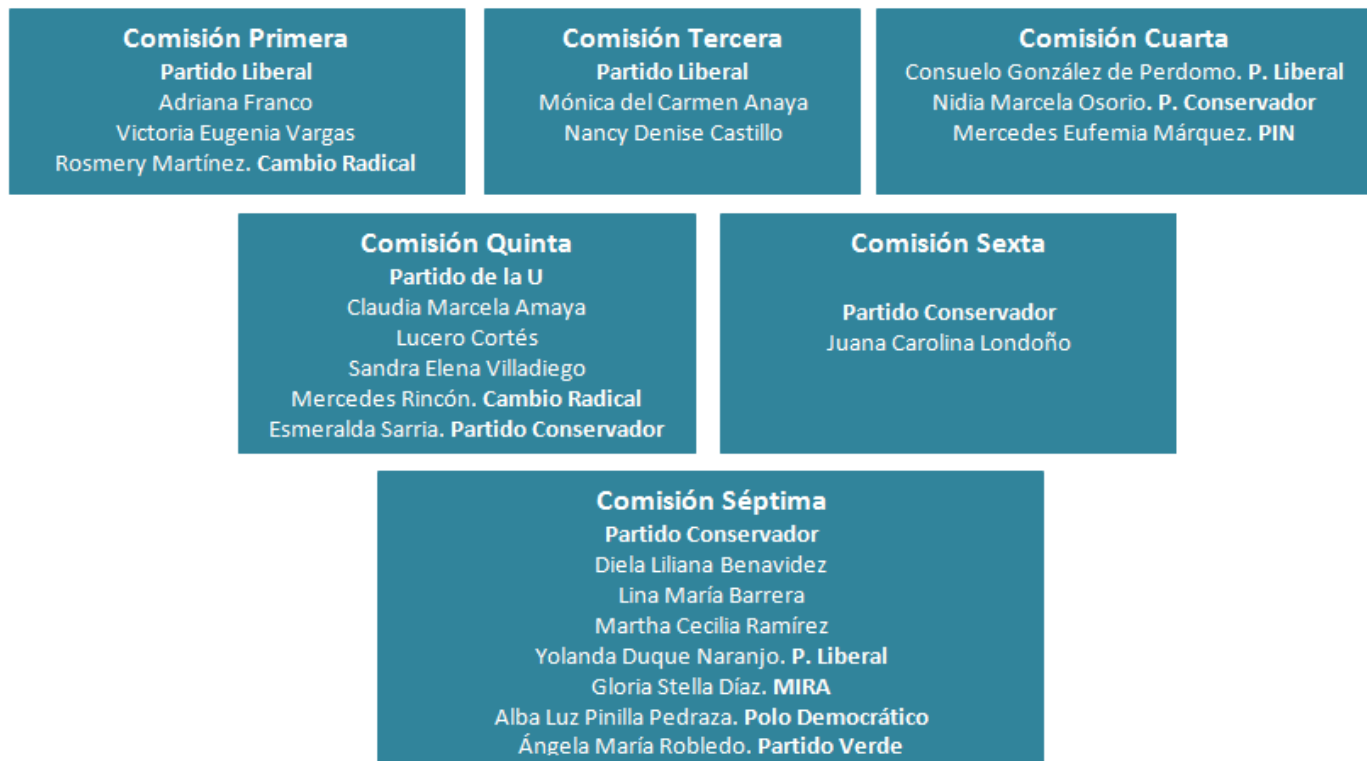 Comisión Primera
Partido Liberal
Adriana Franco
Victoria Eugenia Vargas
Rosmery Martínez. Cambio Radical
Comisión Tercera
Partido Liberal
Mónica del Carmen Anaya
Nancy Denise Castillo
Comisión Cuarta
Consuelo González de Perdomo. P. Liberal
Nidia Marcela Osorio. P. Conservador
Mercedes Eufemia Márquez. PIN
Comisión Quinta
Partido de la U
Claudia Marcela Amaya
Lucero Cortés
Sandra Elena Villadiego
Mercedes Rincón. Cambio Radical
Esmeralda Sarria. Partido Conservador
Comisión Sexta
Partido Conservador
Juana Carolina Londoño
Comisión Séptima
Partido Conservador
Diela Liliana Benavidez
Lina María Barrera
Martha Cecilia Ramírez
Yolanda Duque Naranjo. P. Liberal
Gloria Stella Díaz. MIRA
Alba Luz Pinilla Pedraza. Polo Democrático
Ángela María Robledo. Partido Verde